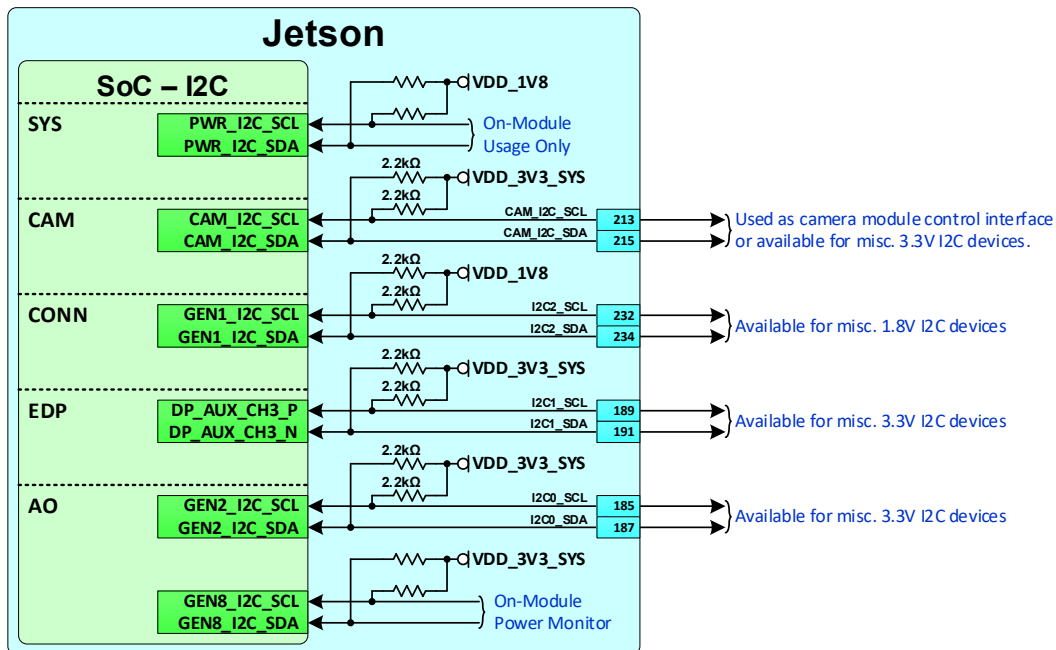 Jetson
SoC – I2C
VDD_1V8
SYS
PWR_I2C_SCL
PWR_I2C_SDA
On-Module
Usage Only
2.2kΩ
VDD_3V3_SYS
2.2kΩ
CAM
CAM_I2C_SCL
CAM_I2C_SDA
CAM_I2C_SCL
CAM_I2C_SDA
213
215
Used as camera module control interface
or available for misc. 3.3V I2C devices.
2.2kΩ
VDD_1V8
2.2kΩ
CONN
GEN1_I2C_SCL
GEN1_I2C_SDA
I2C2_SCL
I2C2_SDA
232
234
Available for misc. 1.8V I2C devices
2.2kΩ
VDD_3V3_SYS
2.2kΩ
EDP
DP_AUX_CH3_P
DP_AUX_CH3_N
I2C1_SCL
I2C1_SDA
189
191
Available for misc. 3.3V I2C devices
2.2kΩ
VDD_3V3_SYS
2.2kΩ
AO
GEN2_I2C_SCL
GEN2_I2C_SDA
I2C0_SCL
I2C0_SDA
185
187
Available for misc. 3.3V I2C devices
VDD_3V3_SYS
GEN8_I2C_SCL
GEN8_I2C_SDA
On-Module
Power Monitor